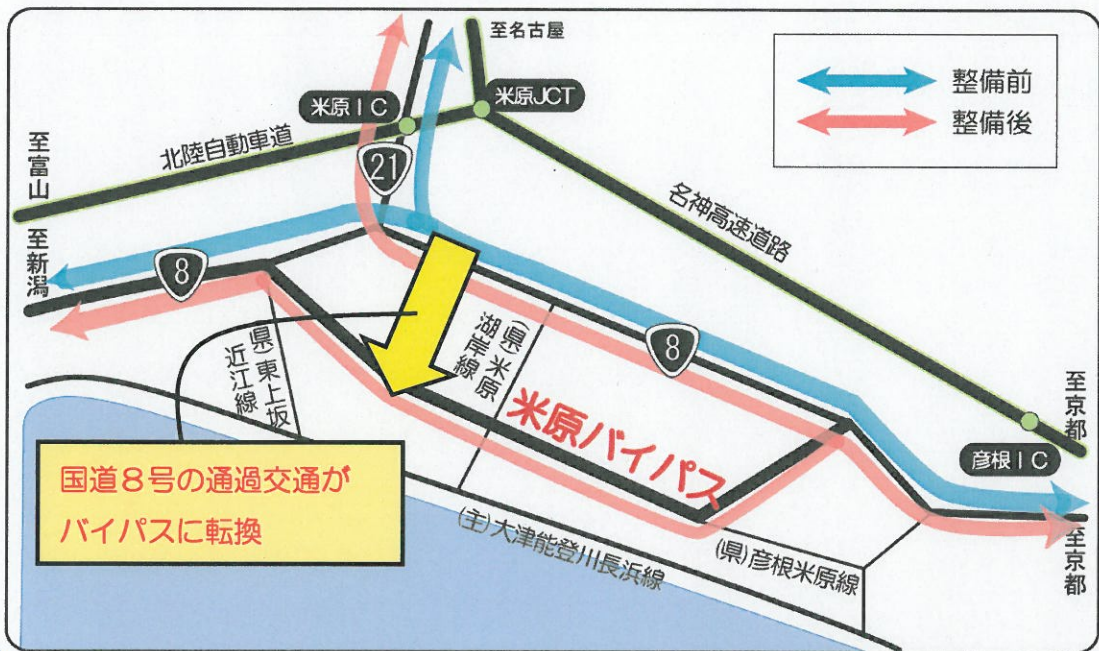 至名古屋
整備前
整備後
米原IC
米原JCT
北陸自動車道
21
至富山
至新潟
名神高速道路
8
8
(県)東上坂
近江線
(県)米原
湖岸線
米原バイパス
至京都
彦根IC
国道8号の通過交通が
バイパスに転換
(主)大津能登川長浜線
(県)彦根米原線
至京都